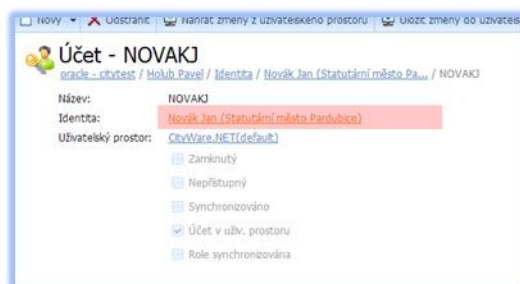 Nový Odstranit Nahrát změny z uživatelského prostoru Uložit změny do uživatels
Účet - NOVAKJ
oracle - citytest / Holub Pavel / Identita / Novák Jan (Statutární město Pa... / NOVAKJ
Název: NOVAKJ
Identita: Novák Jan (Statutární město Pardubice)
Uživatelský prostor: CityWare.NET(default)
Zamknutý
Nepřístupný
Synchronizováno
Účet v uživ. prostoru
Role synchronizována